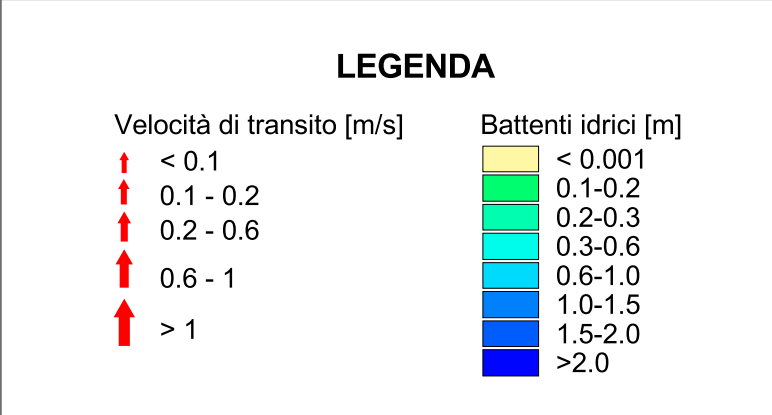 LEGENDA
Velocità di transito [m/s]
< 0.1
0.1 - 0.2
0.2 - 0.6
0.6 - 1
> 1
Battenti idrici [m]
< 0.001
0.1-0.2
0.2-0.3
0.3-0.6
0.6-1.0
1.0-1.5
1.5-2.0
>2.0